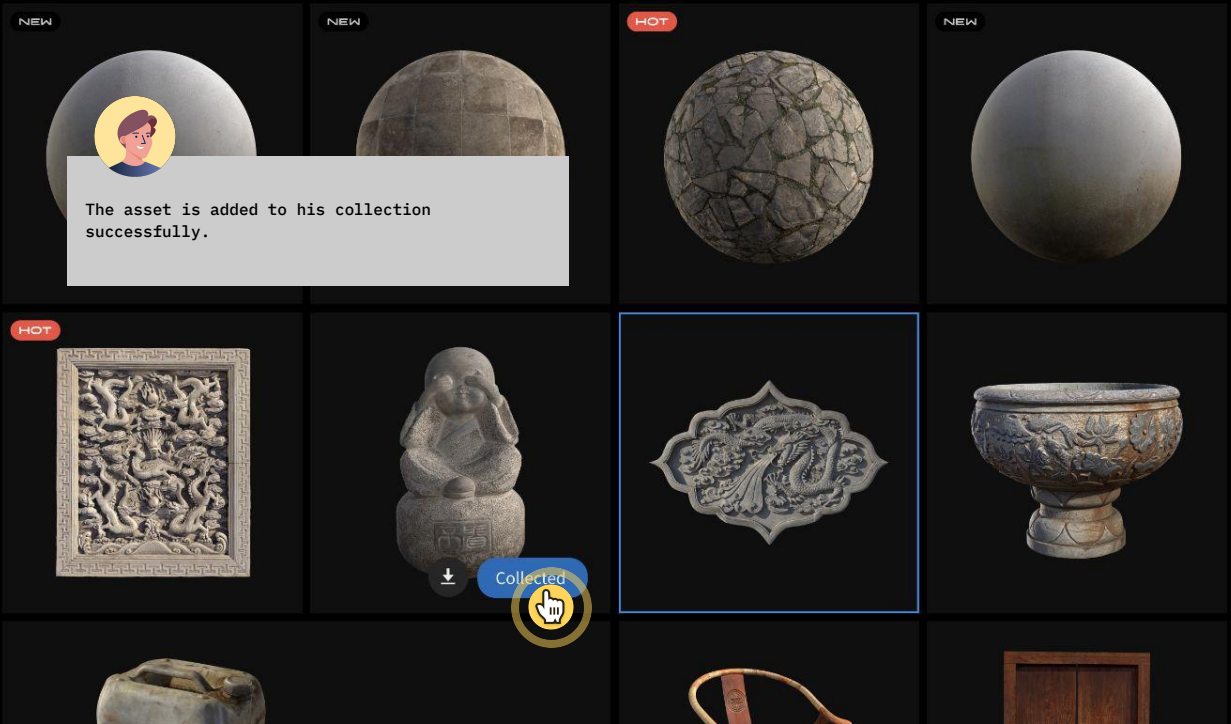 NEW
NEW
HOT
NEW
The asset is added to his collection
successfully.
HOT
Collected